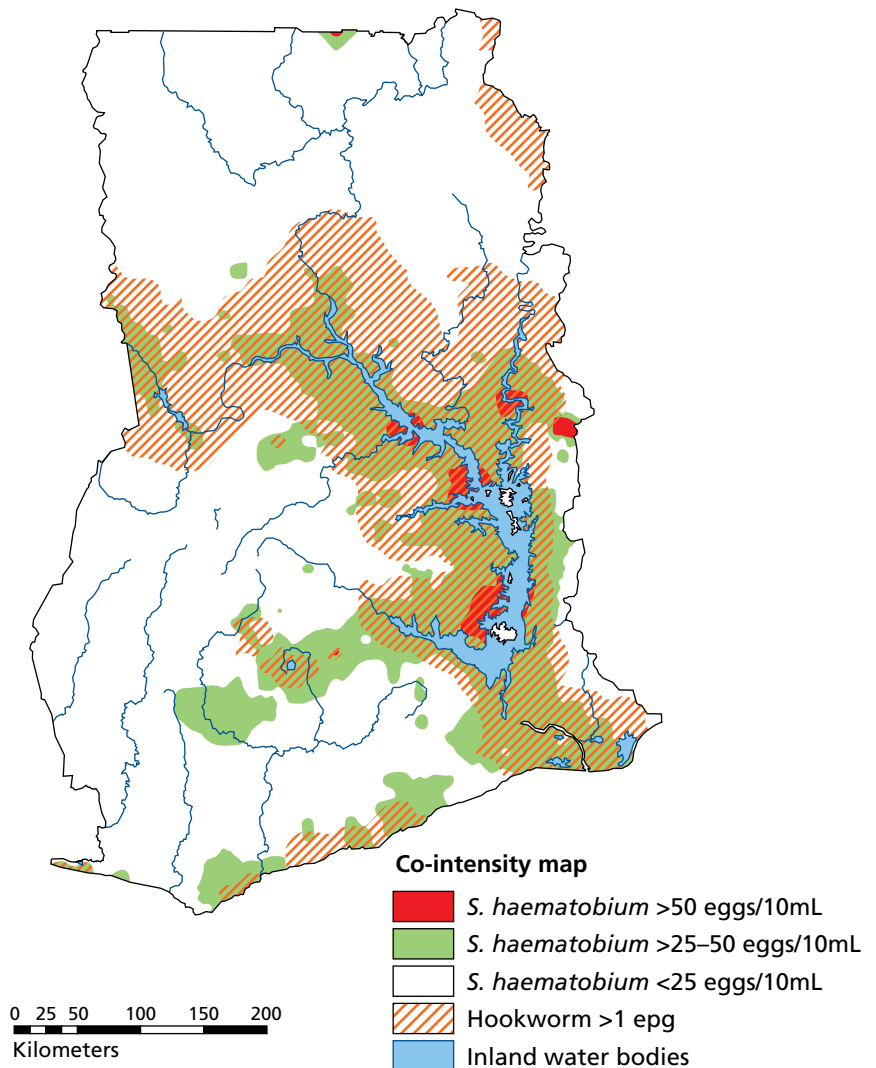 Co-intensity map
S. haematobium >50 eggs/10mL
S. haematobium >25–50 eggs/10mL
S. haematobium <25 eggs/10mL
Hookworm >1 epg
Inland water bodies
0 25 50 100 150 200
Kilometers